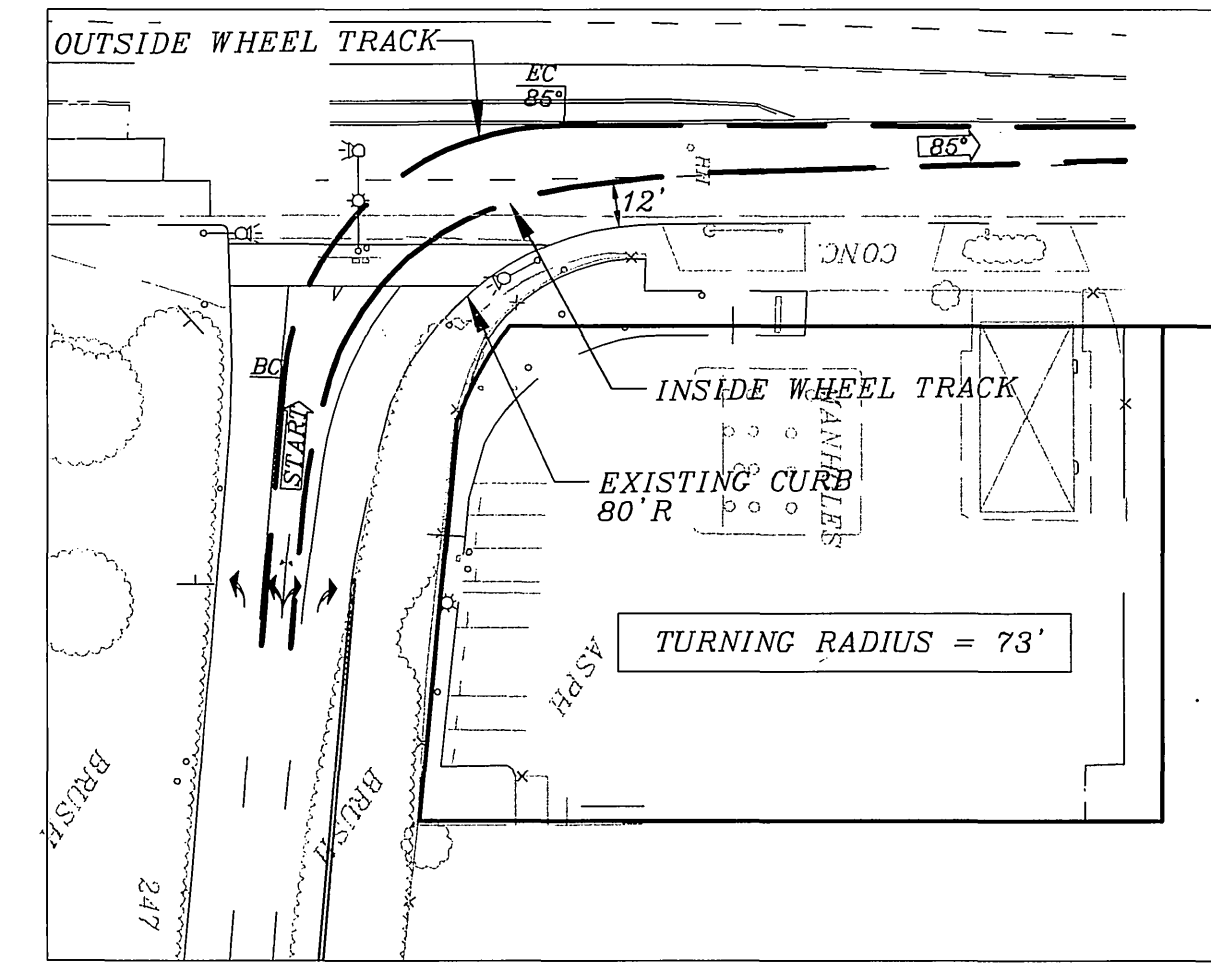 OUTSIDE WHEEL TRACK
EC
85°
85°
HH
12'
CONC.
BC
START
INSIDE WHEEL TRACK
MANHOLES
EXISTING CURB
80'R
TURNING RADIUS = 73'
ASPH
BRUSH
BRUSH
247